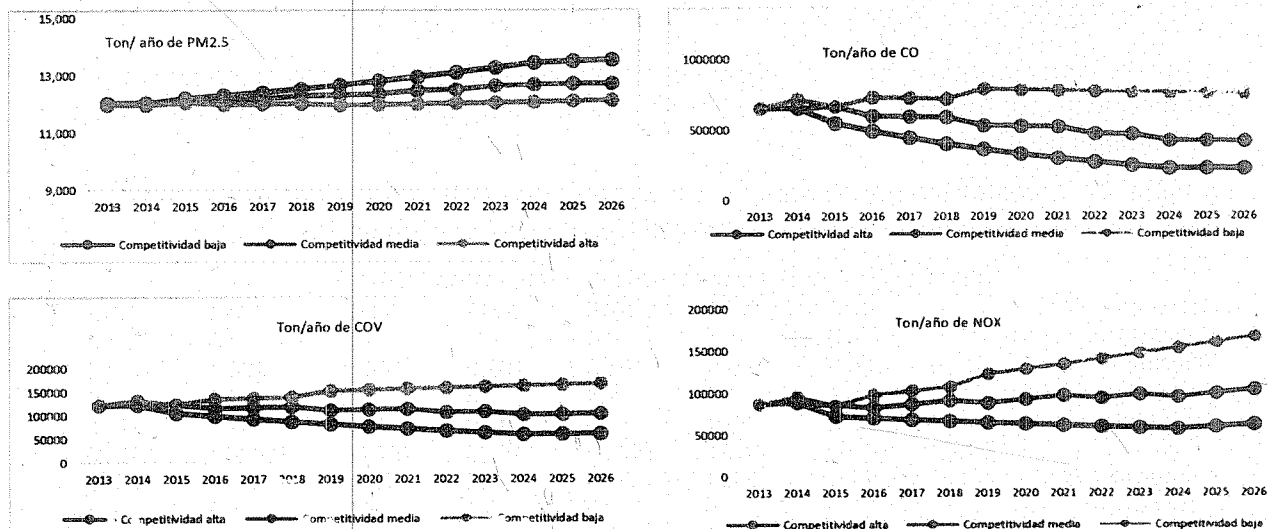 Ton/ año de PM2.5
15,000
13,000
11,000
9,000
2013 2014 2015 2016 2017 2018 2019 2020 2021 2022 2023 2024 2025 2026
Competitividad baja Competitividad media Competitividad alta
Ton/año de CO
1000000
500000
0
2013 2014 2015 2016 2017 2018 2019 2020 2021 2022 2023 2024 2025 2026
Competitividad alta Competitividad media Competitividad baja
Ton/año de COV
200000
150000
100000
50000
0
2013 2014 2015 2016 2017 2018 2019 2020 2021 2022 2023 2024 2025 2026
Competitividad alta Competitividad media Competitividad baja
Ton/año de NOX
200000
150000
100000
50000
0
2013 2014 2015 2016 2017 2018 2019 2020 2021 2022 2023 2024 2025 2026
Competitividad alta Competitividad media Competitividad baja